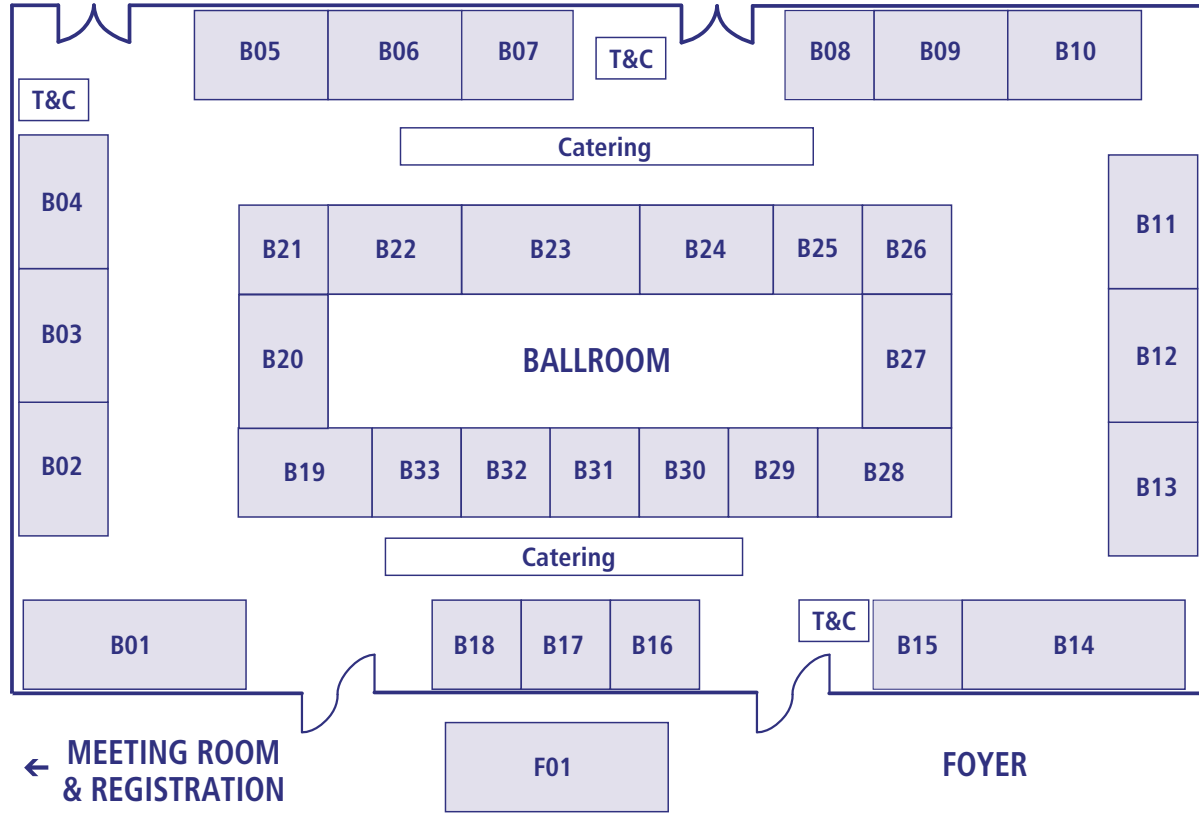 B05
B06
B07
T&C
B08
B09
B10
T&C
Catering
B04
B11
B21
B22
B23
B24
B25
B26
B03
B20
BALLROOM
B27
B12
B02
B19
B33
B32
B31
B30
B29
B28
B13
Catering
B01
B18
B17
B16
T&C
B15
B14
← MEETING ROOM
& REGISTRATION
F01
FOYER